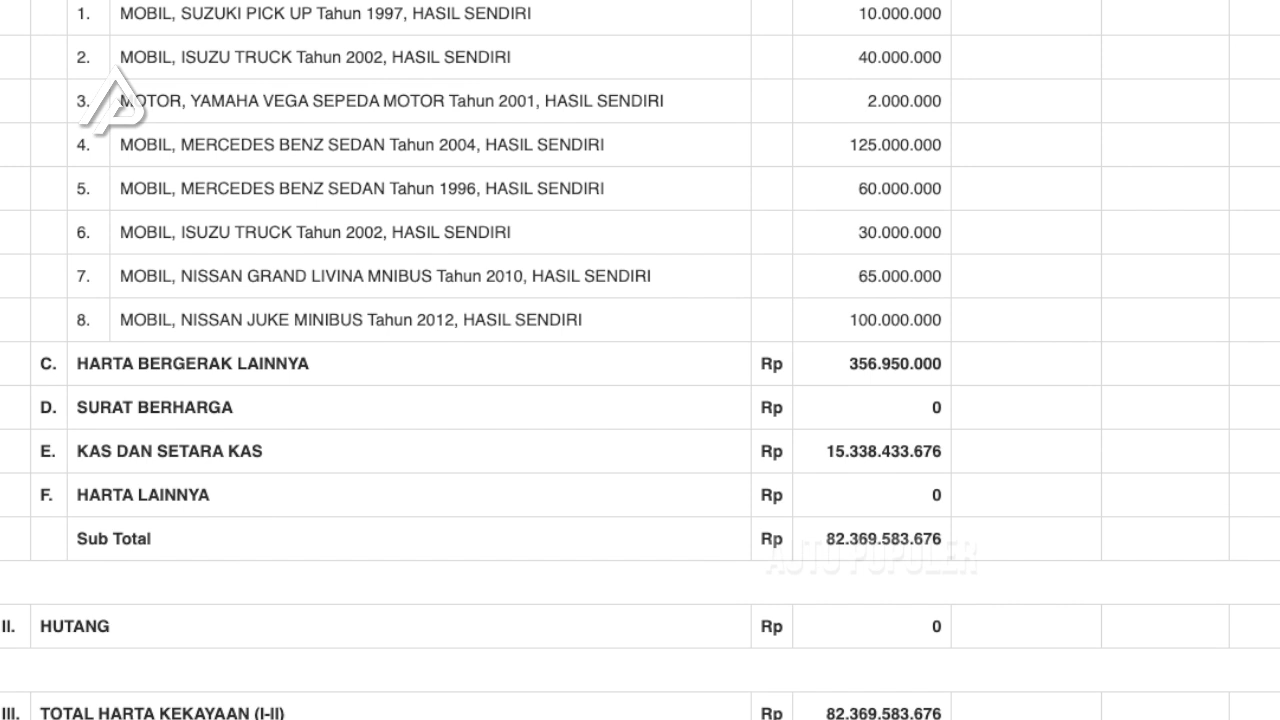 1. MOBIL, SUZUKI PICK UP Tahun 1997, HASIL SENDIRI 10.000.000
2. MOBIL, ISUZU TRUCK Tahun 2002, HASIL SENDIRI 40.000.000
3. MOTOR, YAMAHA VEGA SEPEDA MOTOR Tahun 2001, HASIL SENDIRI 2.000.000
4. MOBIL, MERCEDES BENZ SEDAN Tahun 2004, HASIL SENDIRI 125.000.000
5. MOBIL, MERCEDES BENZ SEDAN Tahun 1996, HASIL SENDIRI 60.000.000
6. MOBIL, ISUZU TRUCK Tahun 2002, HASIL SENDIRI 30.000.000
7. MOBIL, NISSAN GRAND LIVINA MNIBUS Tahun 2010, HASIL SENDIRI 65.000.000
8. MOBIL, NISSAN JUKE MINIBUS Tahun 2012, HASIL SENDIRI 100.000.000
C. HARTA BERGERAK LAINNYA Rp 356.950.000
D. SURAT BERHARGA Rp 0
E. KAS DAN SETARA KAS Rp 15.338.433.676
F. HARTA LAINNYA Rp 0
Sub Total Rp 82.369.583.676
AUTO POPULER
II. HUTANG Rp 0
III. TOTAL HARTA KEKAYAAN (I-II) Rp 82.369.583.676